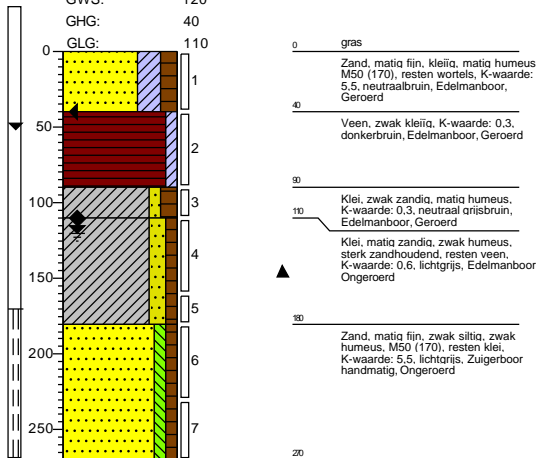 GWS: 120
GHG: 40
GLG: 110
0
50
100
150
200
250
1
2
3
4
5
6
7
0 gras
Zand, matig fijn, kleiïg, matig humeus
M50 (170), resten wortels, K-waarde:
5,5, neutraalbruin, Edelmanboor,
Geroerd
40
Veen, zwak kleiïg, K-waarde: 0,3,
donkerbruin, Edelmanboor, Geroerd
90
Klei, zwak zandig, matig humeus,
K-waarde: 0,3, neutraal grijsbruin,
Edelmanboor, Geroerd
110
Klei, matig zandig, zwak humeus,
sterk zandhoudend, resten veen,
K-waarde: 0,6, lichtgrijs, Edelmanboor
Ongeroerd
180
Zand, matig fijn, zwak siltig, zwak
humeus, M50 (170), resten klei,
K-waarde: 5,5, lichtgrijs, Zuigerboor
handmatig, Ongeroerd
270